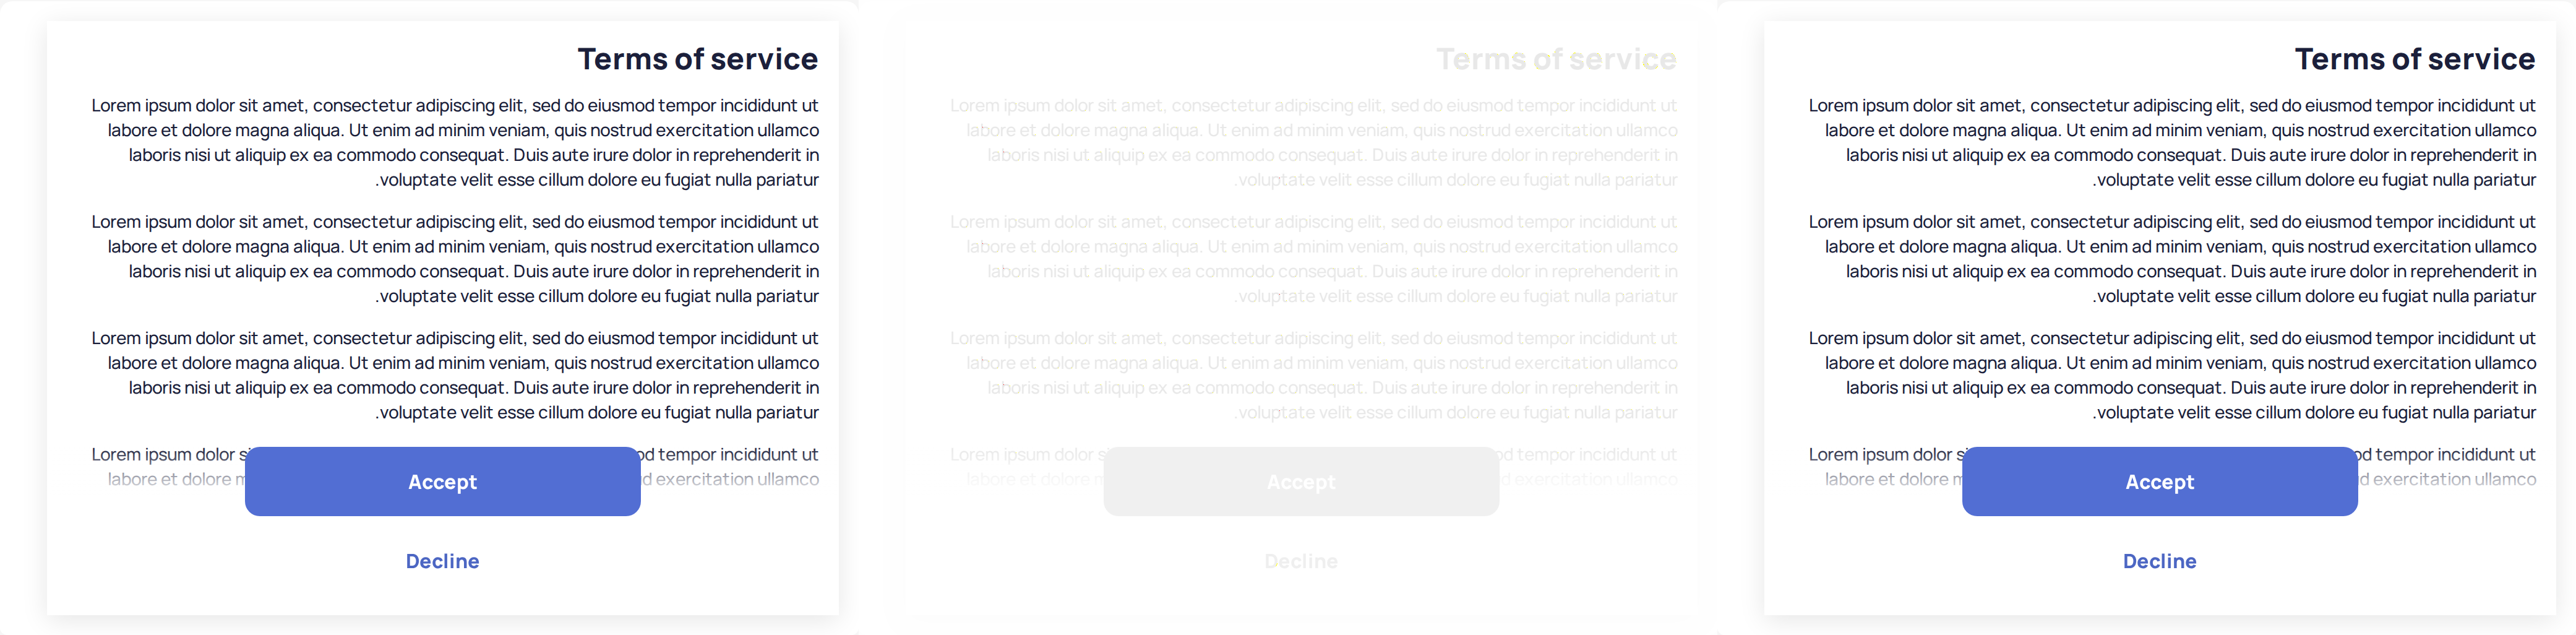 Terms of service
Lorem ipsum dolor sit amet, consectetur adipiscing elit, sed do eiusmod tempor incididunt ut
labore et dolore magna aliqua. Ut enim ad minim veniam, quis nostrud exercitation ullamco
laboris nisi ut aliquip ex ea commodo consequat. Duis aute irure dolor in reprehenderit in
.voluptate velit esse cillum dolore eu fugiat nulla pariatur
Lorem ipsum dolor sit amet, consectetur adipiscing elit, sed do eiusmod tempor incididunt ut
labore et dolore magna aliqua. Ut enim ad minim veniam, quis nostrud exercitation ullamco
laboris nisi ut aliquip ex ea commodo consequat. Duis aute irure dolor in reprehenderit in
.voluptate velit esse cillum dolore eu fugiat nulla pariatur
Lorem ipsum dolor sit amet, consectetur adipiscing elit, sed do eiusmod tempor incididunt ut
labore et dolore magna aliqua. Ut enim ad minim veniam, quis nostrud exercitation ullamco
laboris nisi ut aliquip ex ea commodo consequat. Duis aute irure dolor in reprehenderit in
.voluptate velit esse cillum dolore eu fugiat nulla pariatur
Lorem ipsum dolor tempor incididunt ut
labore et dolore exercitation ullamco
Accept
Decline
Terms of service
Lorem ipsum dolor sit amet, consectetur adipiscing elit, sed do eiusmod tempor incididunt ut
labore et dolore magna aliqua. Ut enim ad minim veniam, quis nostrud exercitation ullamco
laboris nisi ut aliquip ex ea commodo consequat. Duis aute irure dolor in reprehenderit in
.voluptate velit esse cillum dolore eu fugiat nulla pariatur
Lorem ipsum dolor sit amet, consectetur adipiscing elit, sed do eiusmod tempor incididunt ut
labore et dolore magna aliqua. Ut enim ad minim veniam, quis nostrud exercitation ullamco
laboris nisi ut aliquip ex ea commodo consequat. Duis aute irure dolor in reprehenderit in
.voluptate velit esse cillum dolore eu fugiat nulla pariatur
Lorem ipsum dolor sit amet, consectetur adipiscing elit, sed do eiusmod tempor incididunt ut
labore et dolore magna aliqua. Ut enim ad minim veniam, quis nostrud exercitation ullamco
laboris nisi ut aliquip ex ea commodo consequat. Duis aute irure dolor in reprehenderit in
.voluptate velit esse cillum dolore eu fugiat nulla pariatur
Lorem ipsum dolor tempor incididunt ut
labore et dolore exercitation ullamco
Accept
Decline
Terms of service
Lorem ipsum dolor sit amet, consectetur adipiscing elit, sed do eiusmod tempor incididunt ut
labore et dolore magna aliqua. Ut enim ad minim veniam, quis nostrud exercitation ullamco
laboris nisi ut aliquip ex ea commodo consequat. Duis aute irure dolor in reprehenderit in
.voluptate velit esse cillum dolore eu fugiat nulla pariatur
Lorem ipsum dolor sit amet, consectetur adipiscing elit, sed do eiusmod tempor incididunt ut
labore et dolore magna aliqua. Ut enim ad minim veniam, quis nostrud exercitation ullamco
laboris nisi ut aliquip ex ea commodo consequat. Duis aute irure dolor in reprehenderit in
.voluptate velit esse cillum dolore eu fugiat nulla pariatur
Lorem ipsum dolor sit amet, consectetur adipiscing elit, sed do eiusmod tempor incididunt ut
labore et dolore magna aliqua. Ut enim ad minim veniam, quis nostrud exercitation ullamco
laboris nisi ut aliquip ex ea commodo consequat. Duis aute irure dolor in reprehenderit in
.voluptate velit esse cillum dolore eu fugiat nulla pariatur
Lorem ipsum dolor tempor incididunt ut
labore et dolore exercitation ullamco
Accept
Decline